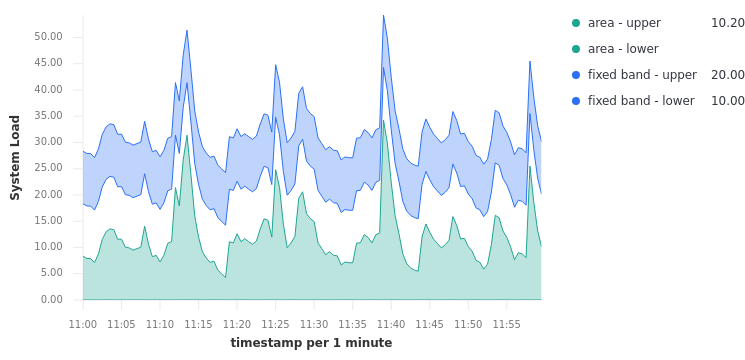 50.00
45.00
40.00
35.00
30.00
25.00
20.00
15.00
10.00
5.00
0.00
System Load
11:00 11:05 11:10 11:15 11:20 11:25 11:30 11:35 11:40 11:45 11:50 11:55
timestamp per 1 minute
area - upper 10.20
area - lower
fixed band - upper 20.00
fixed band - lower 10.00